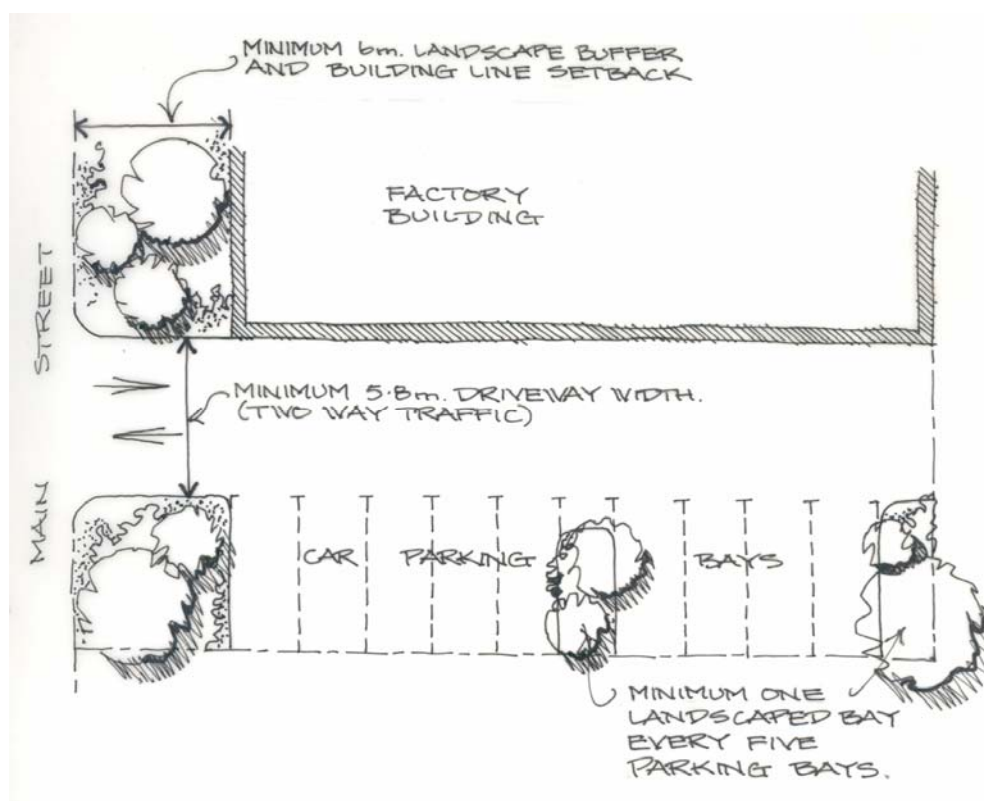 MINIMUM 6m. LANDSCAPE BUFFER
AND BUILDING LINE SETBACK
FACTORY
BUILDING
MAIN STREET
MINIMUM 5·8m. DRIVEWAY WIDTH.
(TWO WAY TRAFFIC)
CAR PARKING BAYS
MINIMUM ONE
LANDSCAPED BAY
EVERY FIVE
PARKING BAYS.